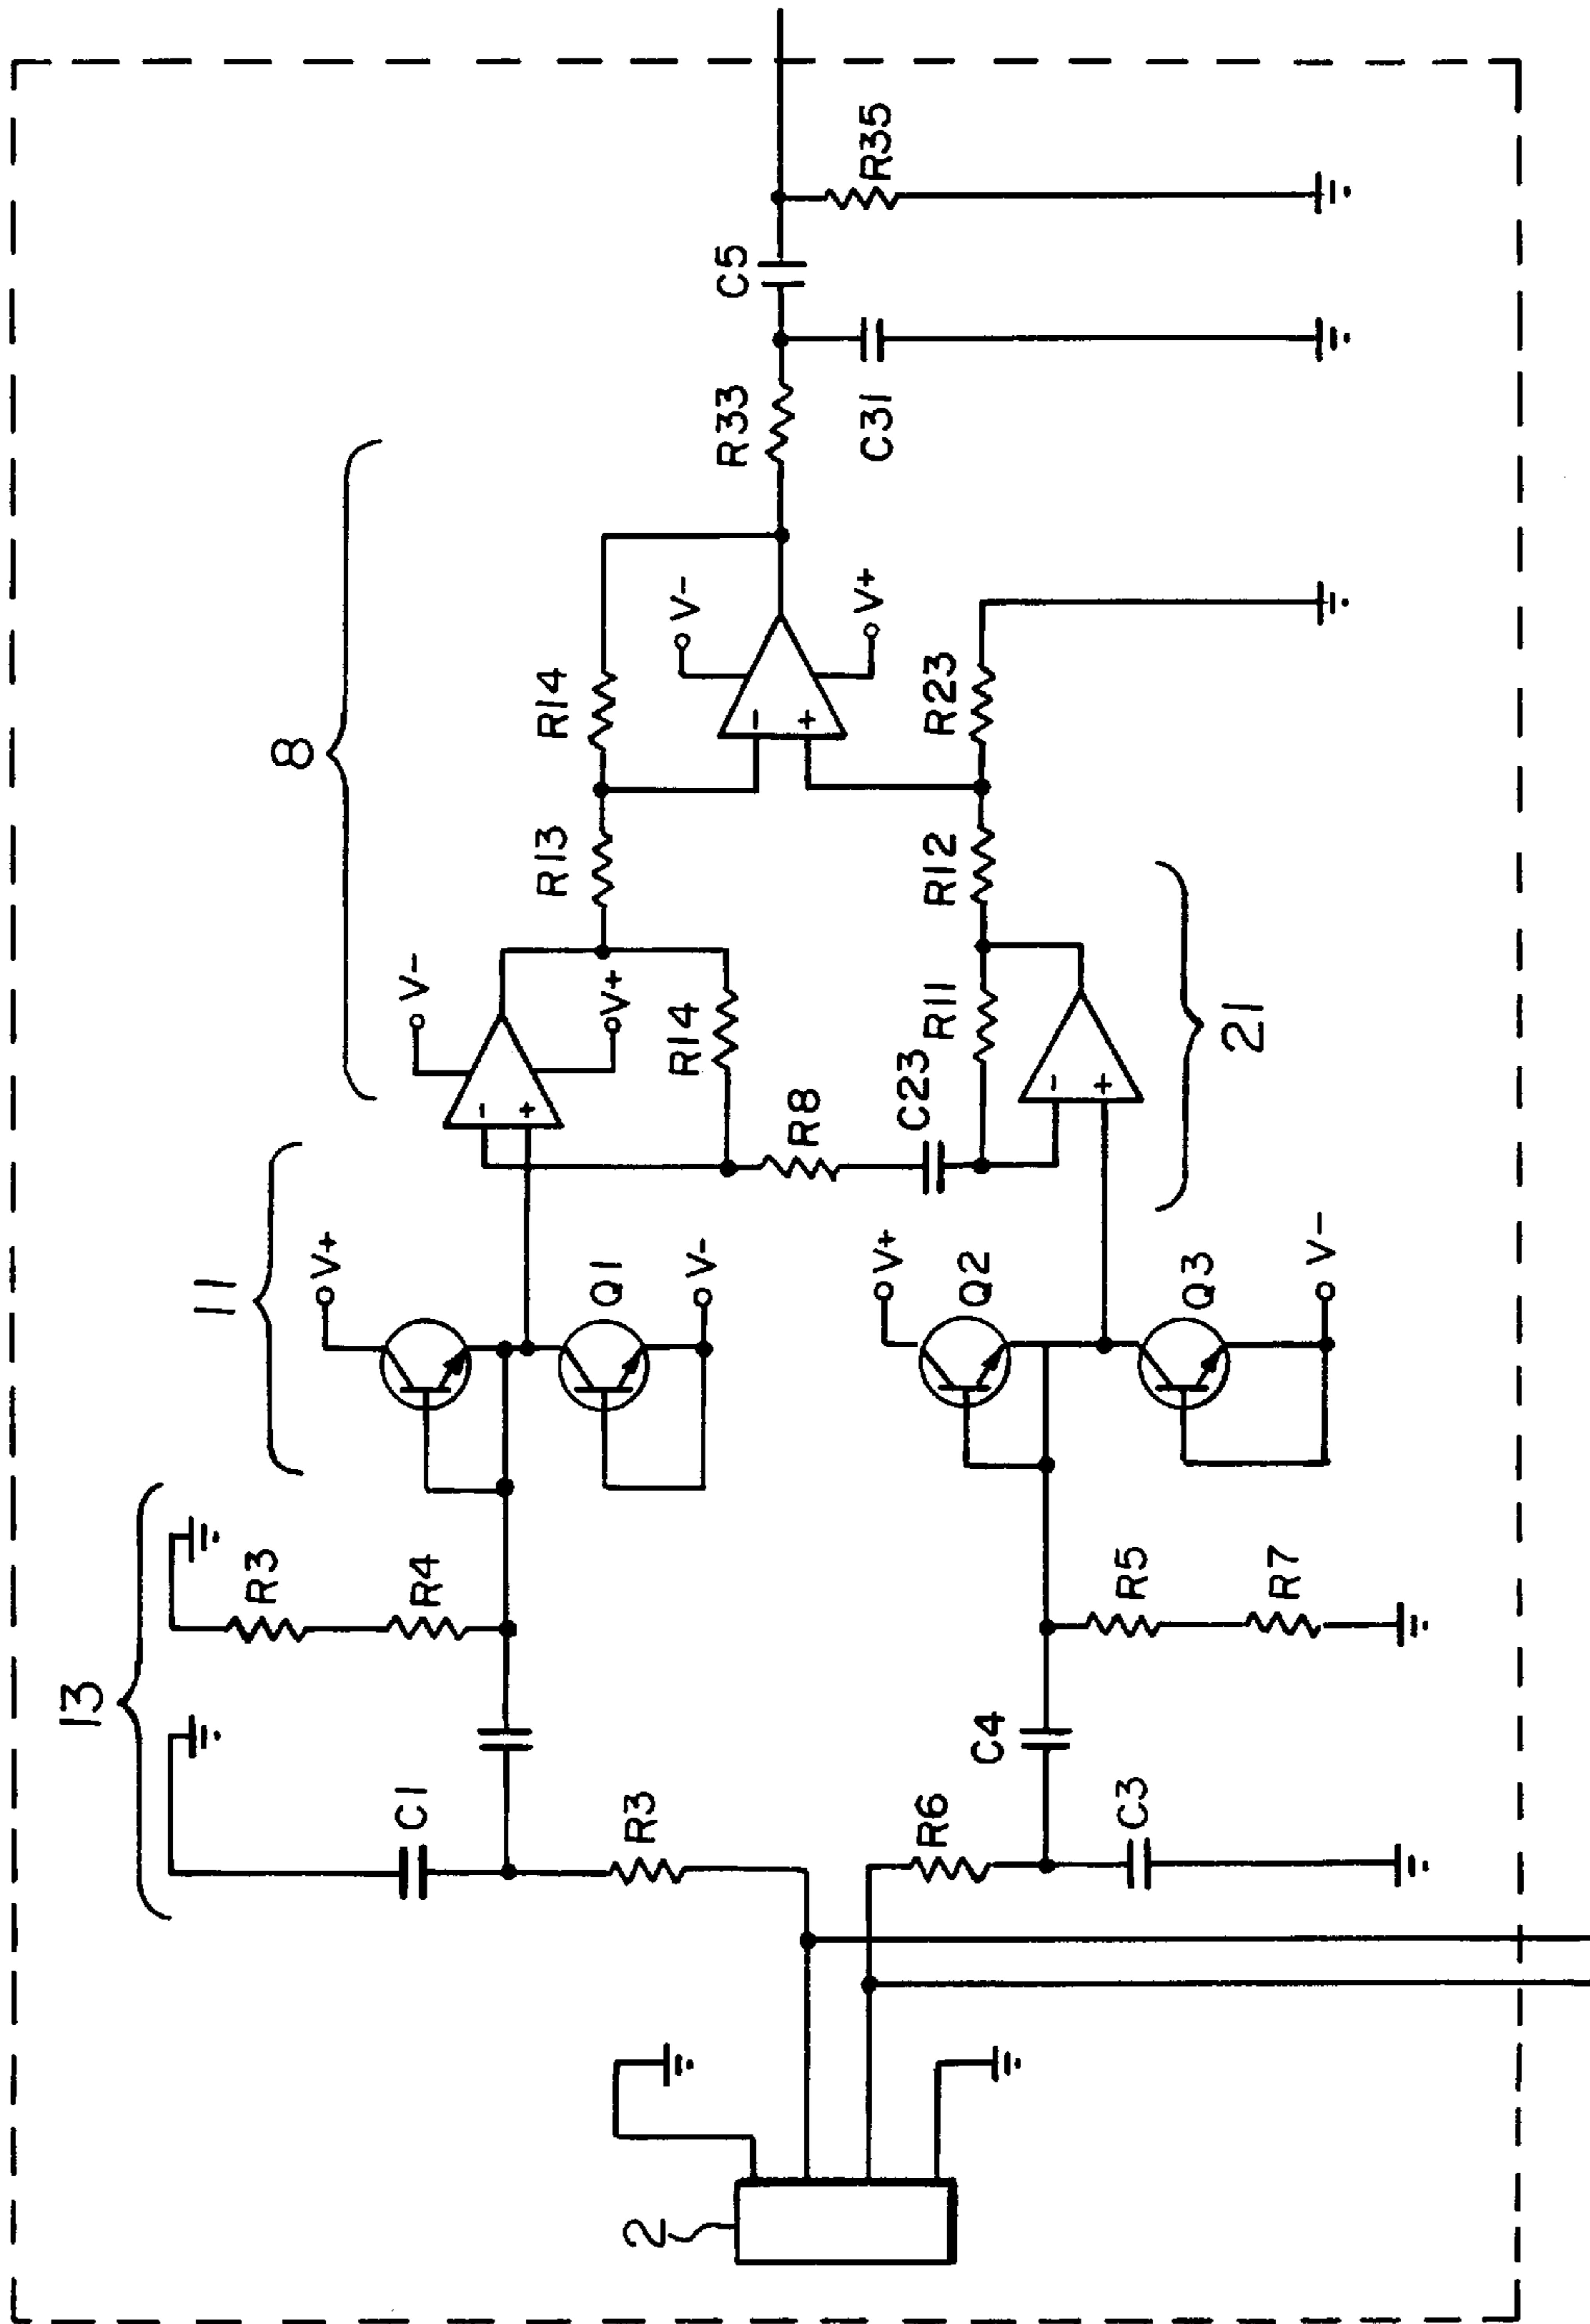 13
11
8
R3
R4
C1
R3
V+
Q1
V-
V-
V+
R14
R13
R14
V-
V+
R33
C5
C31
R35
2
R6
C4
C3
R5
R7
V+
Q2
Q3
V-
R8
C23
R11
R12
R23
21